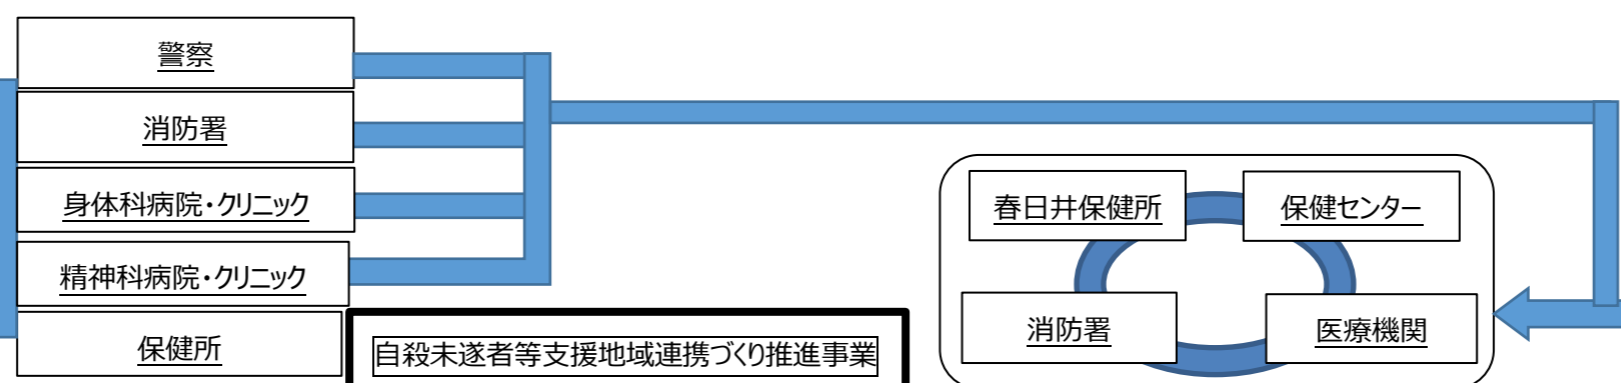 警察
消防署
身体科病院・クリニック
精神科病院・クリニック
保健所
自殺未遂者等支援地域連携づくり推進事業
春日井保健所
保健センター
消防署
医療機関